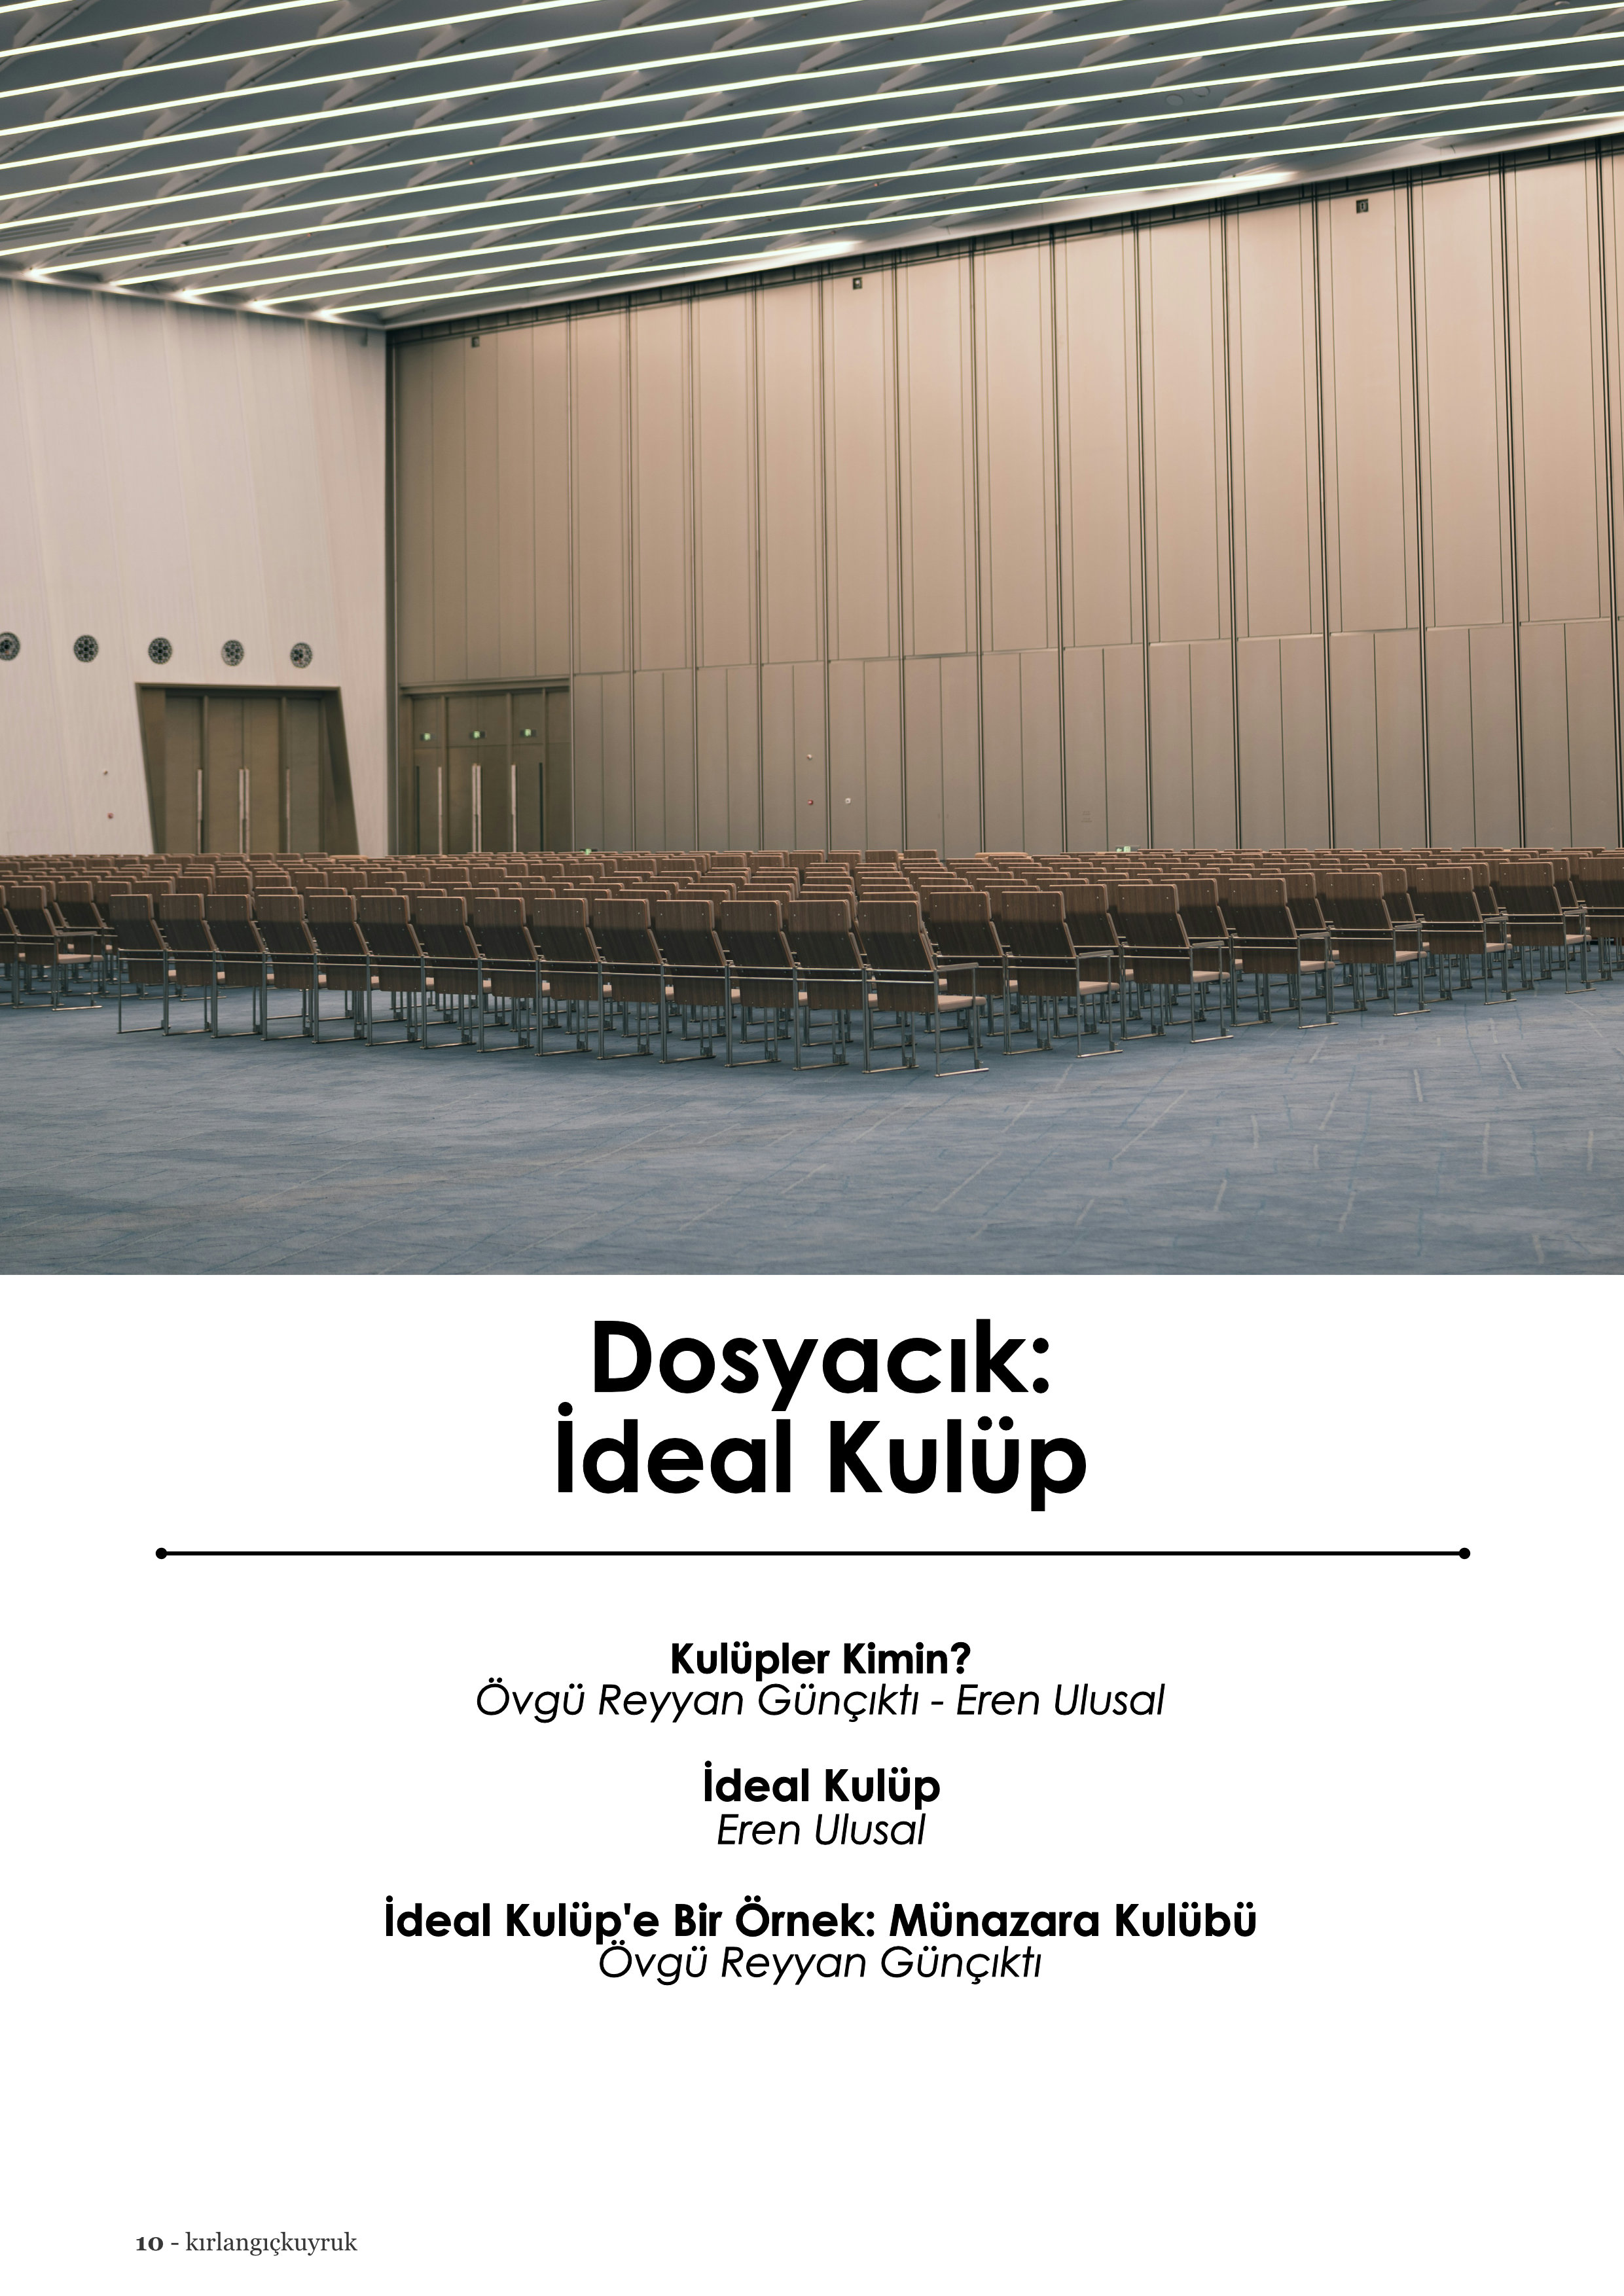 Dosyacık:
İdeal Kulüp
Kulüpler Kimin?
Övgü Reyyan Günçıktı - Eren Ulusal
İdeal Kulüp
Eren Ulusal
İdeal Kulüp'e Bir Örnek: Münazara Kulübü
Övgü Reyyan Günçıktı
10 - kırlangıçkuyruk